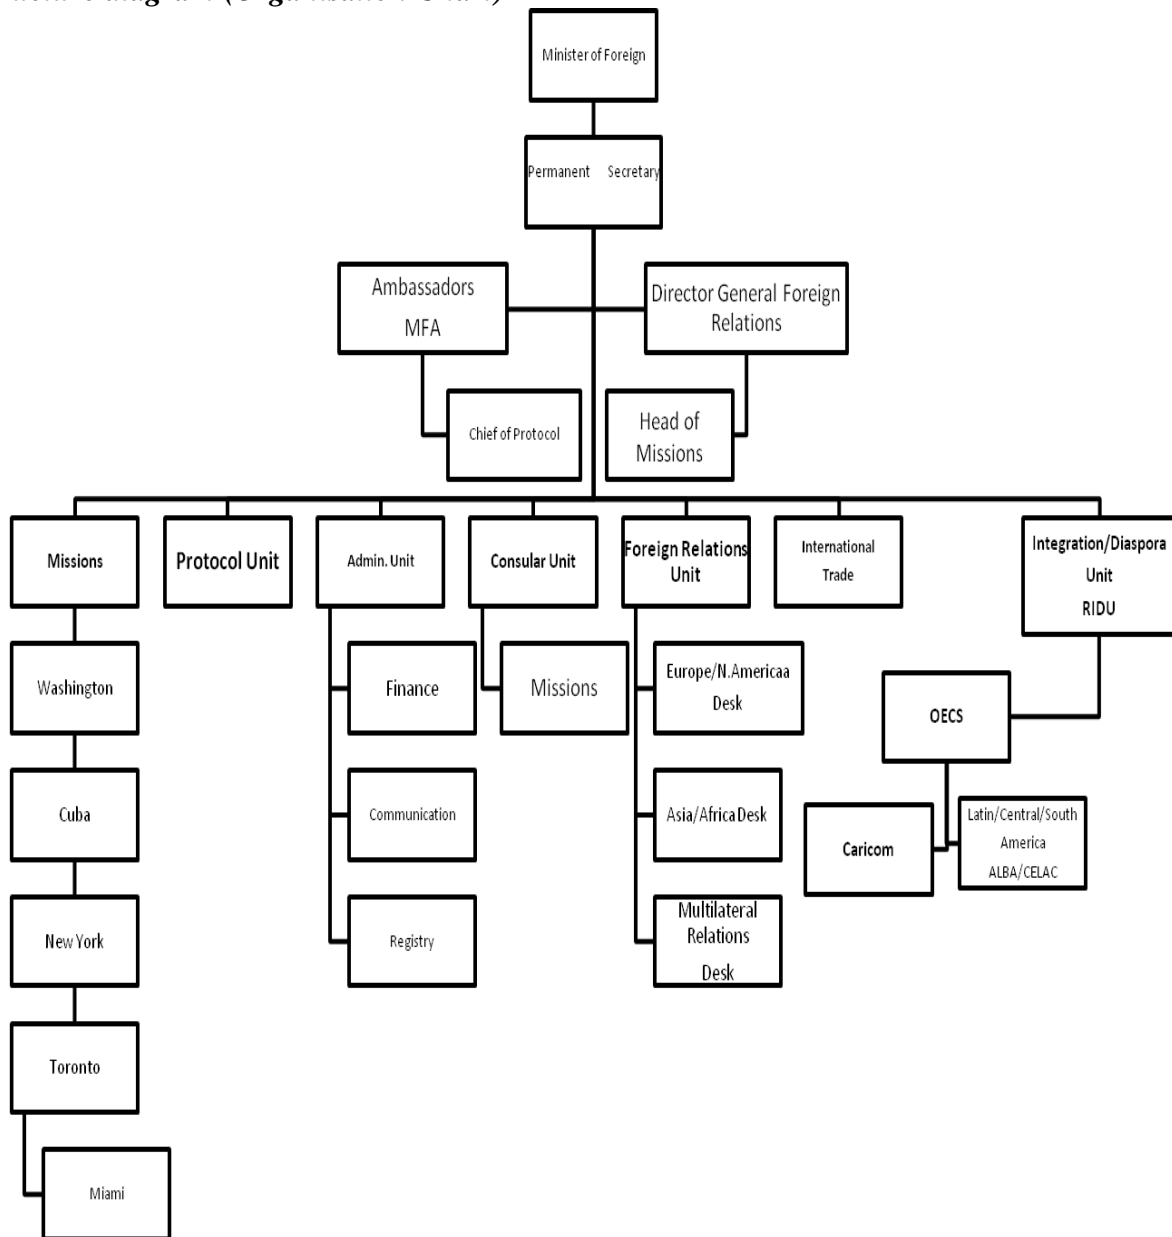 (Organisation Chart)
Minister of Foreign
Permanent Secretary
Ambassadors
MFA
Director General Foreign
Relations
Chief of Protocol
Head of
Missions
Missions
Protocol Unit
Admin. Unit
Consular Unit
Foreign Relations
Unit
International
Trade
Integration/Diaspora
Unit
RIDU
Washington
Finance
Missions
Europe/N.Americaa
Desk
OECS
Cuba
Communication
Asia/Africa Desk
Caricom
Latin/Central/South
America
ALBA/CELAC
New York
Registry
Multilateral
Relations
Desk
Toronto
Miami